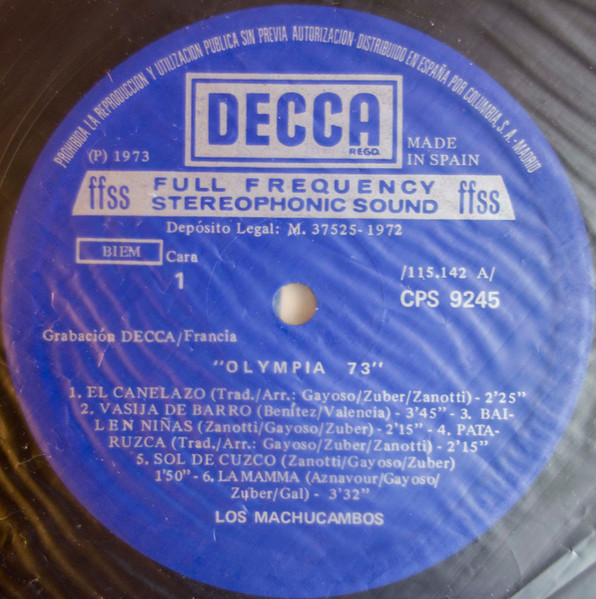 PROHIBIDA LA REPRODUCCION Y UTILIZACION PUBLICA SIN PREVIA AUTORIZACION-DISTRIBUIDO EN ESPAÑA POR COLUMBIA, S. A.-MADRID
DECCA
REGD.
(P) 1973
MADE
IN SPAIN
ffss FULL FREQUENCY ffss
STEREOPHONIC SOUND
Depósito Legal: M. 37525-1972
BIEM Cara
1
/115.142 A/
CPS 9245
Grabación DECCA/Francia
"OLYMPIA 73"
1. EL CANELAZO (Trad./Arr.: Gayoso/Zuber/Zanotti) - 2'25"
2. VASIJA DE BARRO (Benítez/Valencia) - 3'45" - 3. BAI-
LEN NIÑAS (Zanotti/Gayoso/Zuber) - 2'15" - 4. PATA-
RUZCA (Trad./Arr.: Gayoso/Zuber/Zanotti) - 2'15"
5. SOL DE CUZCO (Zanotti/Gayoso/Zuber)
1'50" - 6. LA MAMMA (Aznavour/Gayoso/
Zuber/Gal) - 3'32"
LOS MACHUCAMBOS